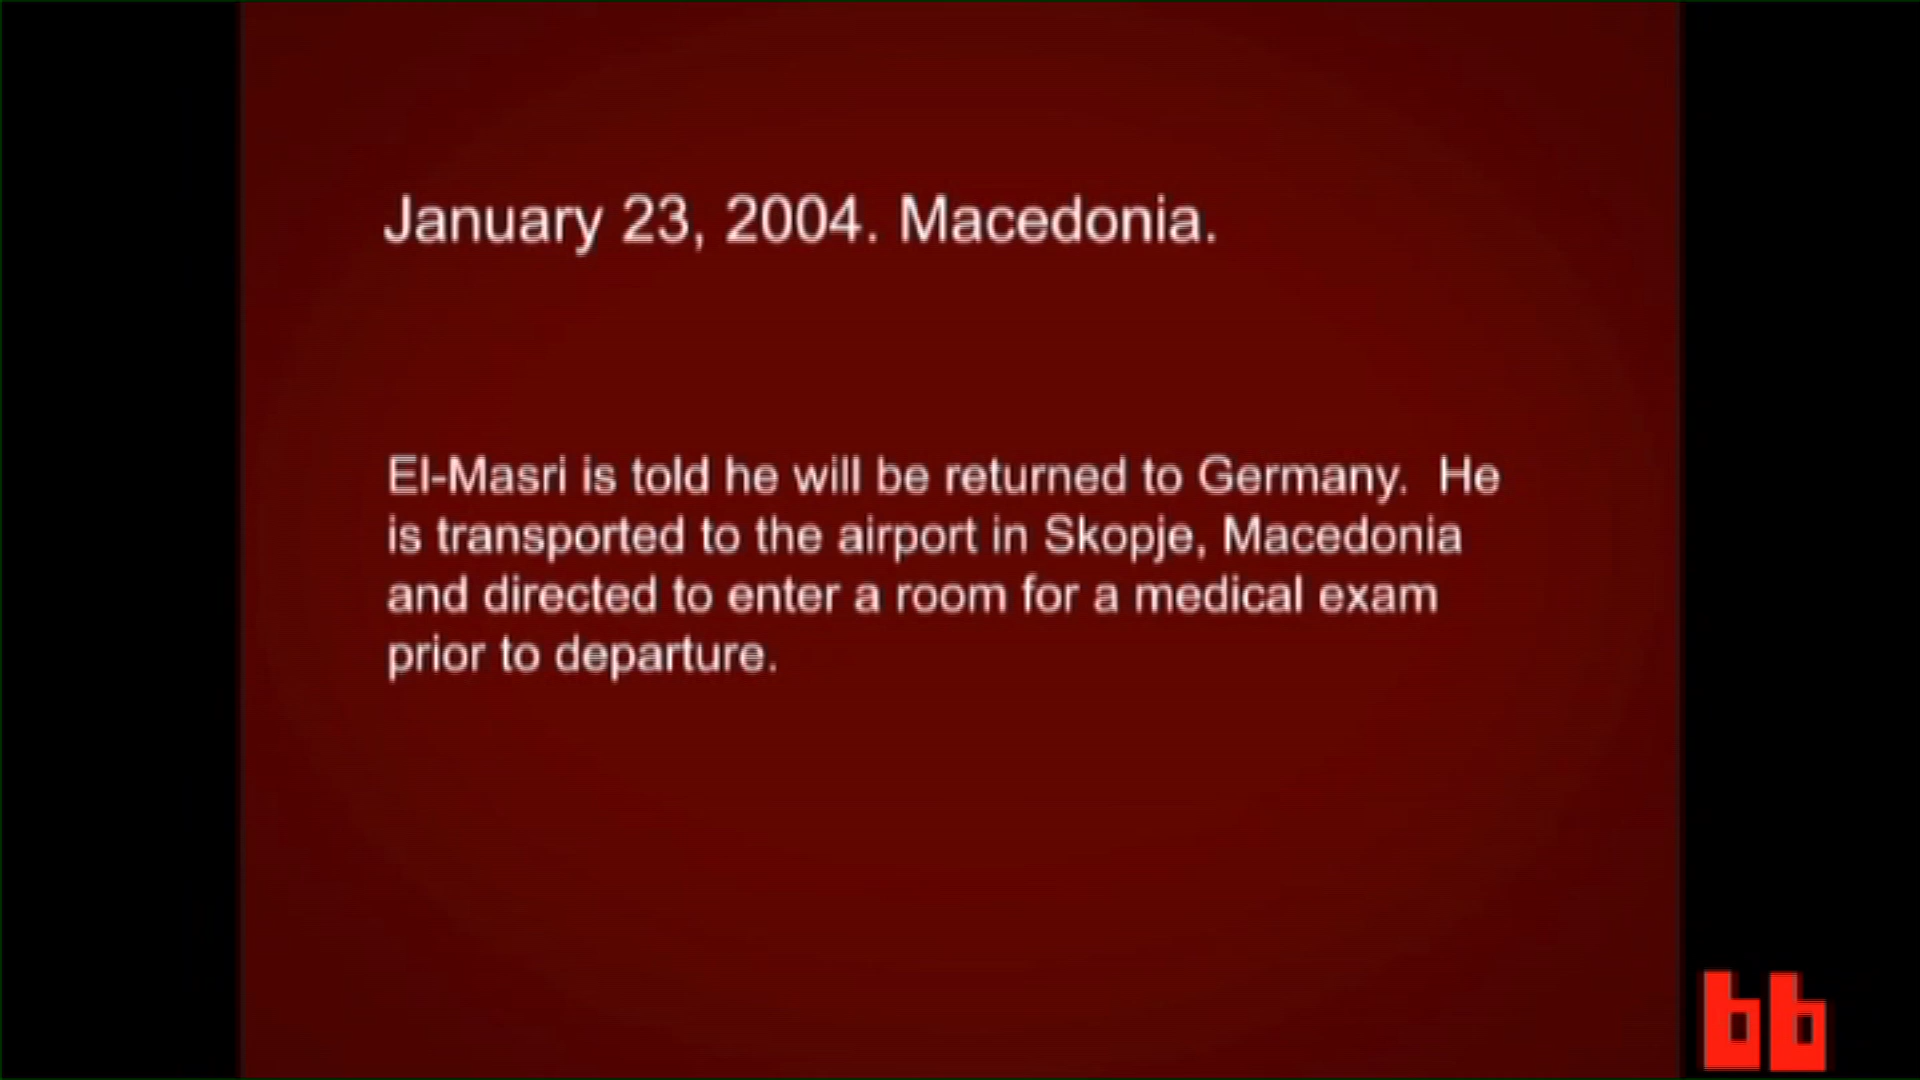 January 23, 2004. Macedonia.
El-Masri is told he will be returned to Germany.  He
is transported to the airport in Skopje, Macedonia
and directed to enter a room for a medical exam
prior to departure.
bb